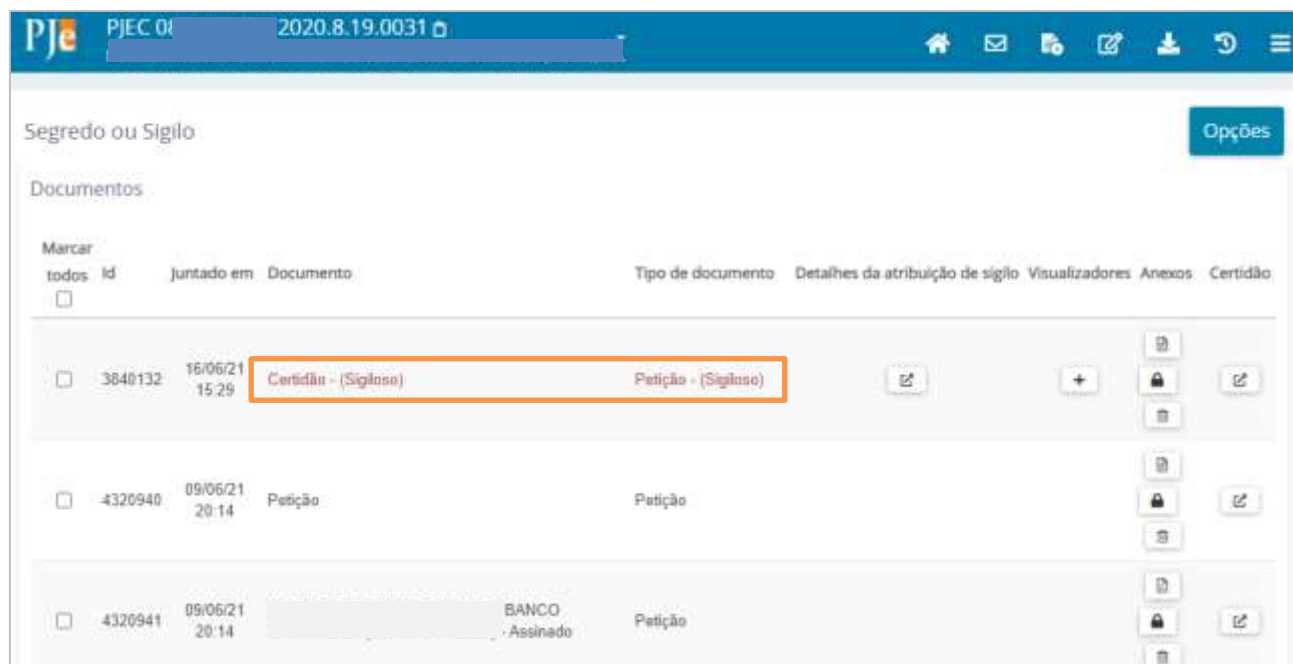 PJe PJEC 08 2020.8.19.0031
Segredo ou Sigilo
Opções
Documentos
Marcar todos Id Juntado em Documento Tipo de documento Detalhes da atribuição de sigilo Visualizadores Anexos Certidão
3840132 16/06/21 15:29 Certidão - (Sigiloso) Petição - (Sigiloso)
4320940 09/06/21 20:14 Petição Petição
4320941 09/06/21 20:14 BANCO - Assinado Petição